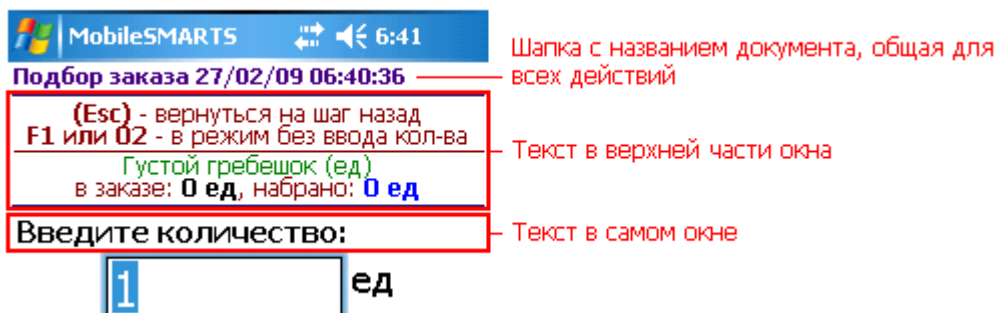 MobileSMARTS 6:41
Подбор заказа 27/02/09 06:40:36
Шапка с названием документа, общая для
всех действий
(Esc) - вернуться на шаг назад
F1 или 02 - в режим без ввода кол-ва
Густой гребешок (ед)
в заказе: 0 ед, набрано: 0 ед
Текст в верхней части окна
Введите количество:
Текст в самом окне
1 ед